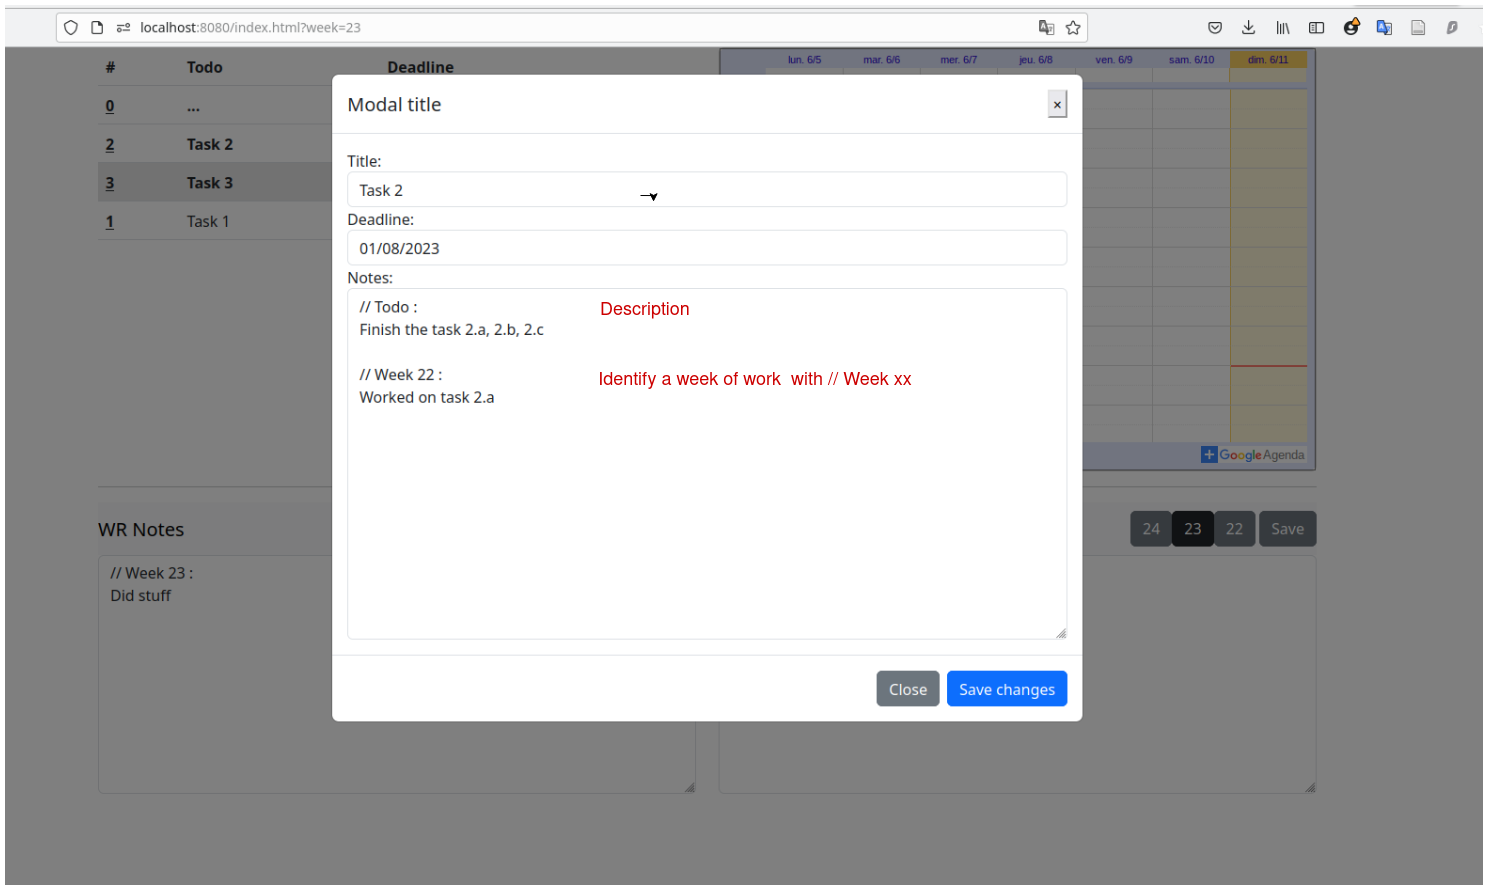 localhost:8080/index.html?week=23
# Todo Deadline
0 ...
2 Task 2
3 Task 3
1 Task 1
lun. 6/5 mar. 6/6 mer. 6/7 jeu. 6/8 ven. 6/9 sam. 6/10 dim. 6/11
Modal title
×
Title:
Task 2
Deadline:
01/08/2023
Notes:
// Todo :
Description
Finish the task 2.a, 2.b, 2.c
// Week 22 :
Identify a week of work  with // Week xx
Worked on task 2.a
Close Save changes
Google Agenda
WR Notes
24 23 22 Save
// Week 23 :
Did stuff